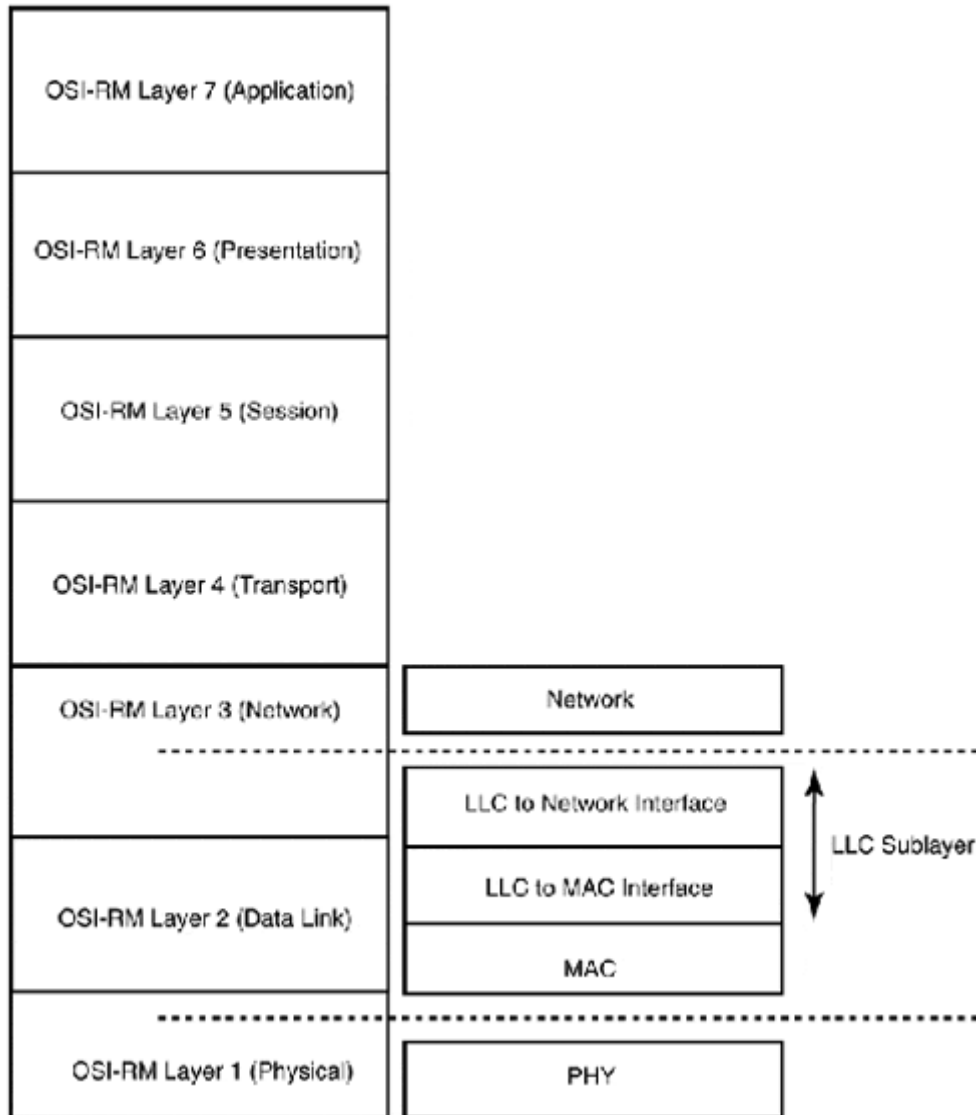 OSI-RM Layer 7 (Application)
OSI-RM Layer 6 (Presentation)
OSI-RM Layer 5 (Session)
OSI-RM Layer 4 (Transport)
OSI-RM Layer 3 (Network)
Network
LLC to Network Interface
LLC Sublayer
LLC to MAC Interface
OSI-RM Layer 2 (Data Link)
MAC
OSI-RM Layer 1 (Physical)
PHY